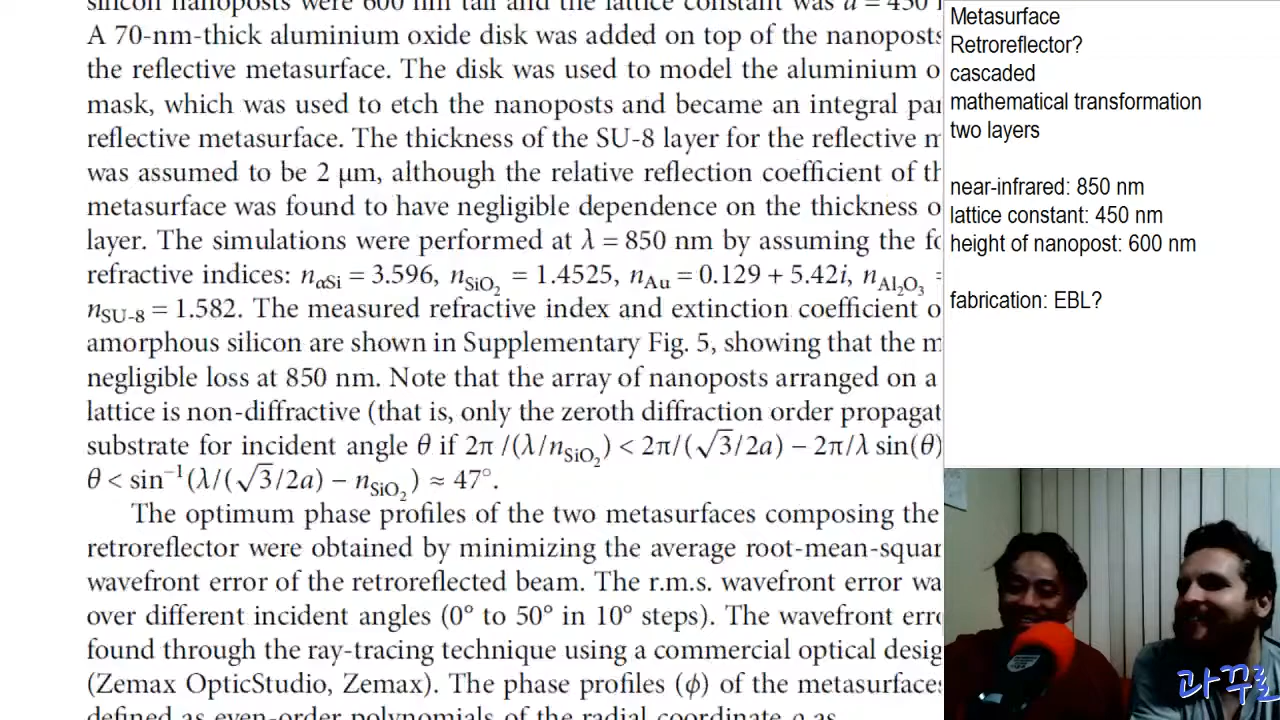 silicon nanoposts were 600 nm tall and the lattice constant was a = 450
A 70-nm-thick aluminium oxide disk was added on top of the nanoposts
the reflective metasurface. The disk was used to model the aluminium o
mask, which was used to etch the nanoposts and became an integral par
reflective metasurface. The thickness of the SU-8 layer for the reflective m
was assumed to be 2 μm, although the relative reflection coefficient of th
metasurface was found to have negligible dependence on the thickness o
layer. The simulations were performed at λ = 850 nm by assuming the fo
refractive indices: nαSi = 3.596, nSiO2 = 1.4525, nAu = 0.129 + 5.42i, nAl2O3 =
nSU-8 = 1.582. The measured refractive index and extinction coefficient o
amorphous silicon are shown in Supplementary Fig. 5, showing that the m
negligible loss at 850 nm. Note that the array of nanoposts arranged on a
lattice is non-diffractive (that is, only the zeroth diffraction order propagat
substrate for incident angle θ if 2π /(λ/nSiO2) < 2π/(√3/2a) − 2π/λ sin(θ)
θ < sin−1(λ/(√3/2a) − nSiO2) ≈ 47°.
The optimum phase profiles of the two metasurfaces composing the
retroreflector were obtained by minimizing the average root-mean-squar
wavefront error of the retroreflected beam. The r.m.s. wavefront error wa
over different incident angles (0° to 50° in 10° steps). The wavefront erro
found through the ray-tracing technique using a commercial optical desig
(Zemax OpticStudio, Zemax). The phase profiles (ϕ) of the metasurfaces
defined as even-order polynomials of the radial coordinate ρ as
Metasurface
Retroreflector?
cascaded
mathematical transformation
two layers
near-infrared: 850 nm
lattice constant: 450 nm
height of nanopost: 600 nm
fabrication: EBL?
과꾸로